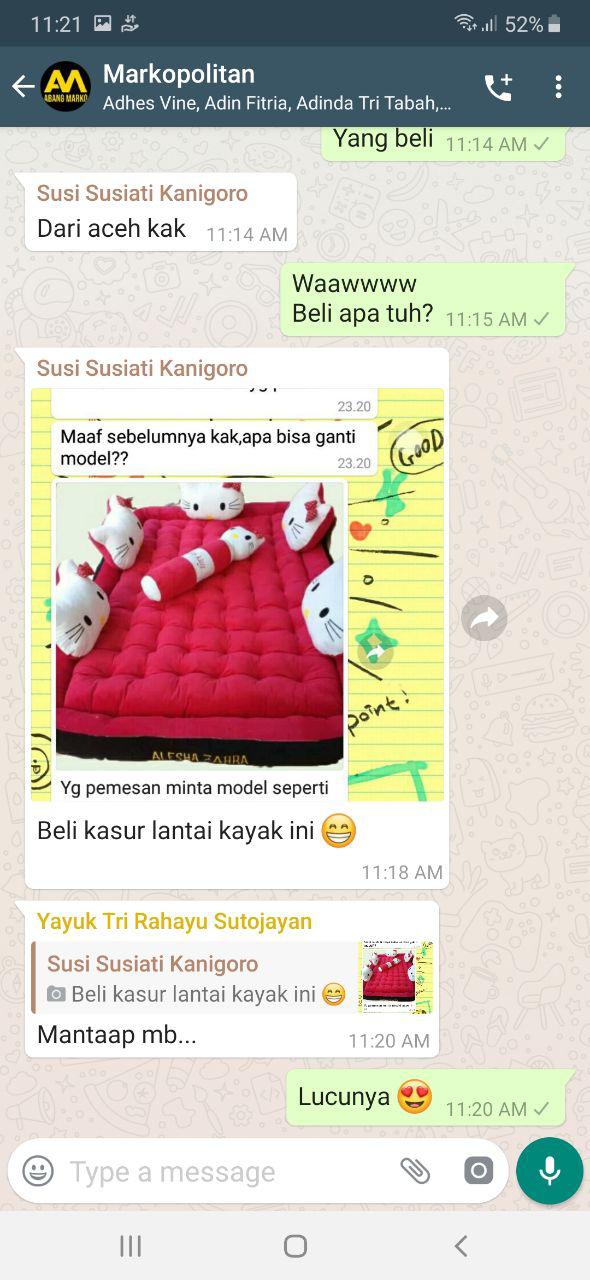 11:21
52%
Markopolitan
ABANG MARKO
Adhes Vine, Adin Fitria, Adinda Tri Tabah,...
Yang beli 11:14 AM
Susi Susiati Kanigoro
Dari aceh kak 11:14 AM
Waawwww
Beli apa tuh? 11:15 AM
Susi Susiati Kanigoro
23.20
Maaf sebelumnya kak,apa bisa ganti
model?? 23.20
GOOD
point!
ALESHA ZAHRA
Yg pemesan minta model seperti
Beli kasur lantai kayak ini 😁
11:18 AM
Yayuk Tri Rahayu Sutojayan
Susi Susiati Kanigoro
Beli kasur lantai kayak ini 😁
Mantaap mb... 11:20 AM
Lucunya 😍 11:20 AM
Type a message